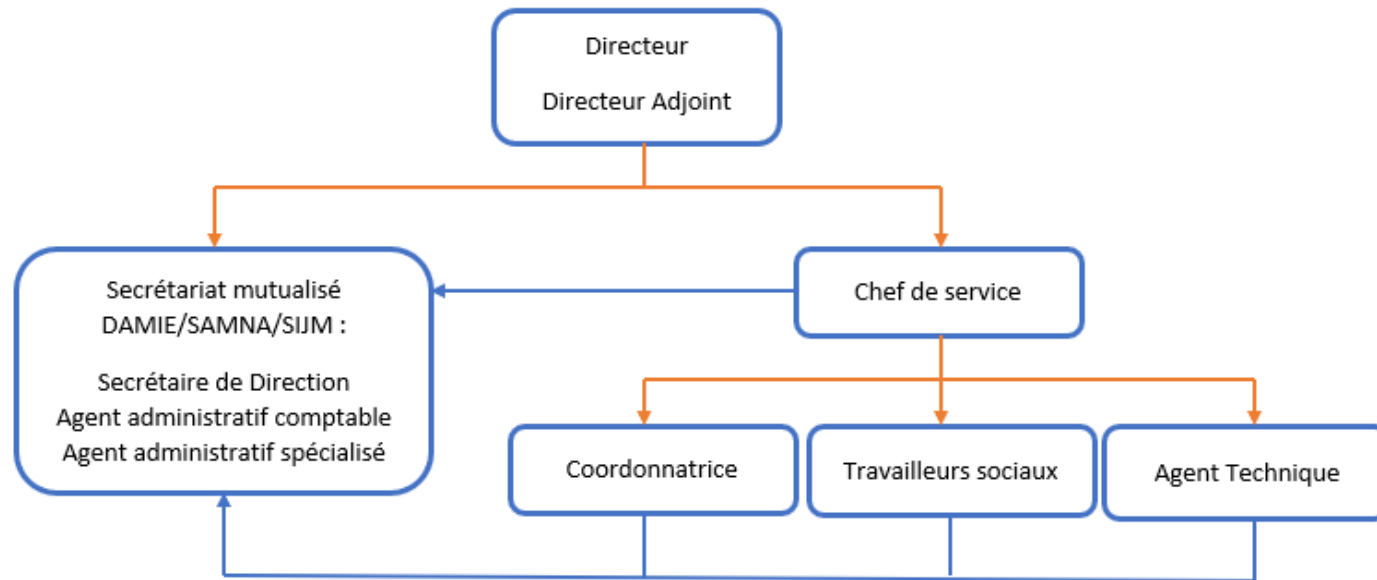 Directeur
Directeur Adjoint
Secrétariat mutualisé
DAMIE/SAMNA/SIJM :
Secrétaire de Direction
Agent administratif comptable
Agent administratif spécialisé
Chef de service
Coordonnatrice
Travailleurs sociaux
Agent Technique